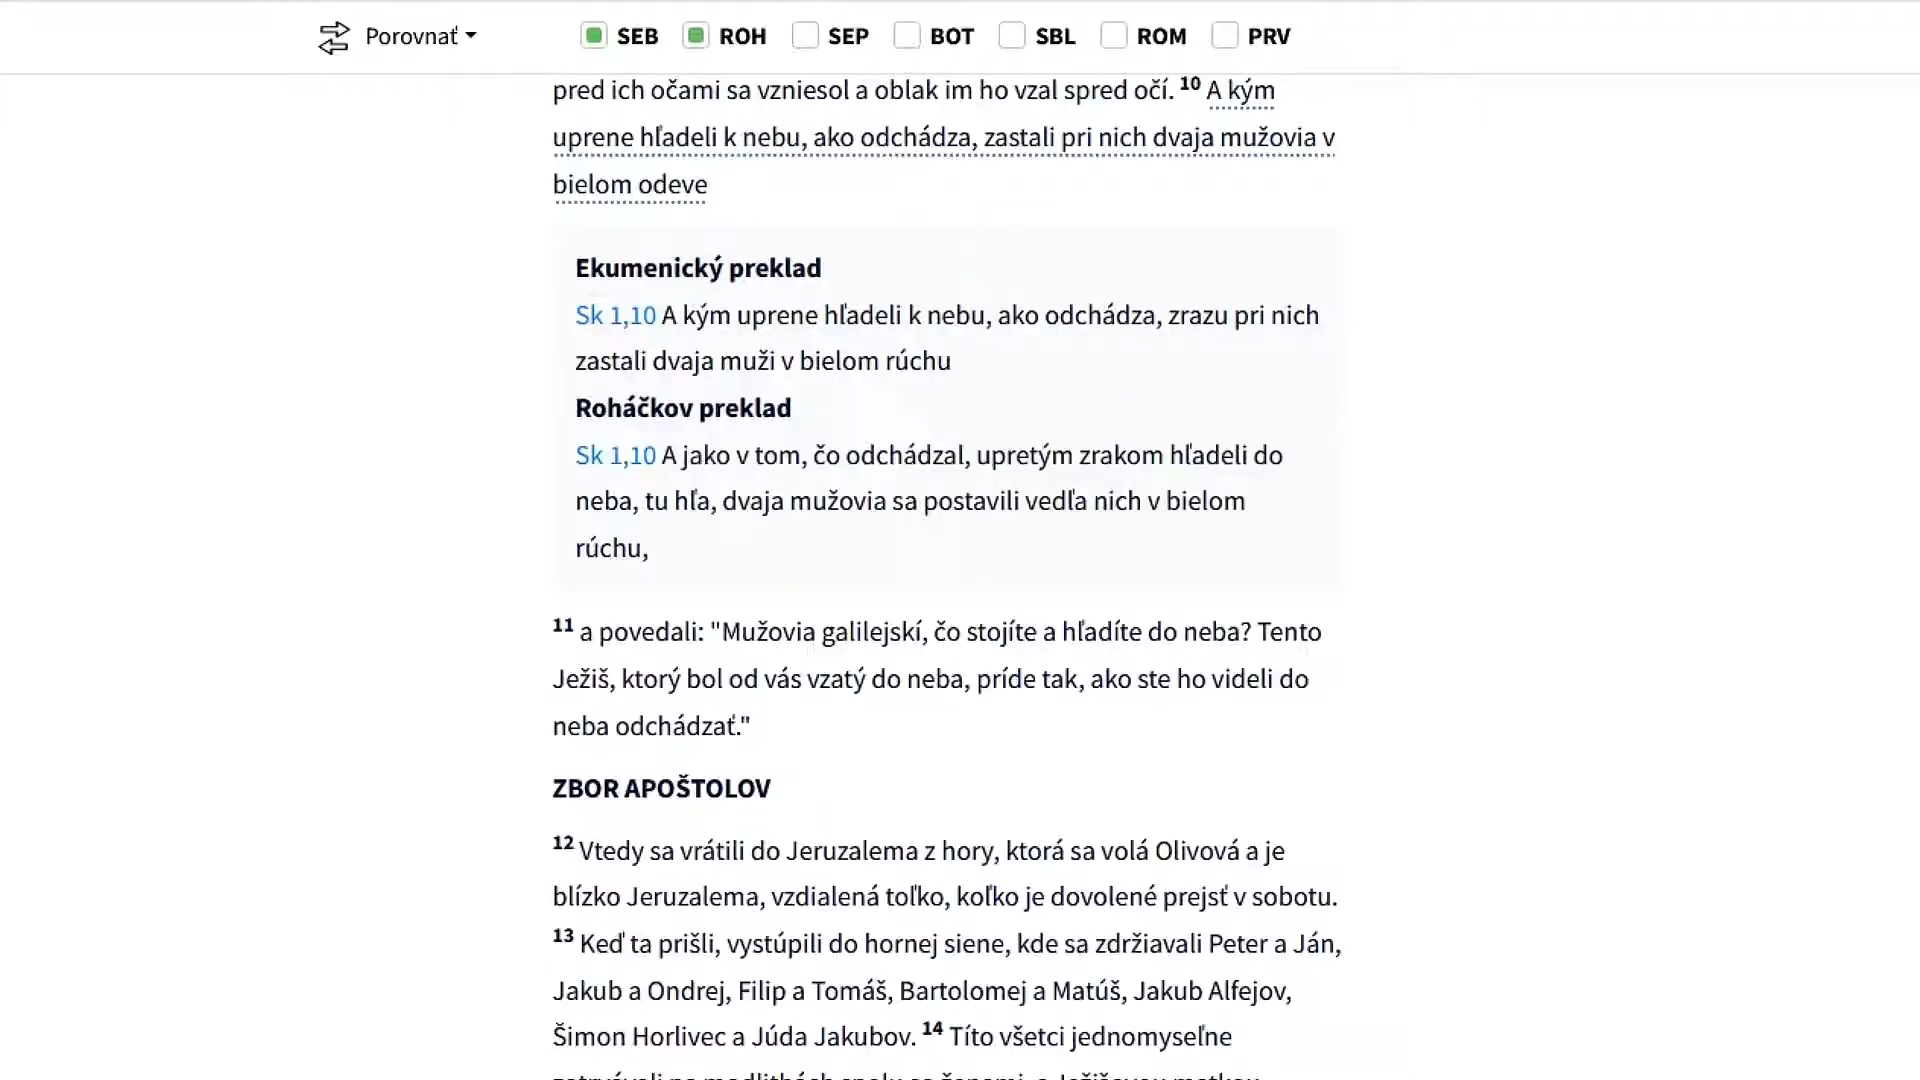 Porovnať SEB ROH SEP BOT SBL ROM PRV
pred ich očami sa vzniesol a oblak im ho vzal spred očí. 10 A kým
uprene hľadeli k nebu, ako odchádza, zastali pri nich dvaja mužovia v
bielom odeve
Ekumenický preklad
Sk 1,10 A kým uprene hľadeli k nebu, ako odchádza, zrazu pri nich
zastali dvaja muži v bielom rúchu
Roháčkov preklad
Sk 1,10 A jako v tom, čo odchádzal, upretým zrakom hľadeli do
neba, tu hľa, dvaja mužovia sa postavili vedľa nich v bielom
rúchu,
11 a povedali: "Mužovia galilejskí, čo stojíte a hľadíte do neba? Tento
Ježiš, ktorý bol od vás vzatý do neba, príde tak, ako ste ho videli do
neba odchádzať."
ZBOR APOŠTOLOV
12 Vtedy sa vrátili do Jeruzalema z hory, ktorá sa volá Olivová a je
blízko Jeruzalema, vzdialená toľko, koľko je dovolené prejsť v sobotu.
13 Keď ta prišli, vystúpili do hornej siene, kde sa zdržiavali Peter a Ján,
Jakub a Ondrej, Filip a Tomáš, Bartolomej a Matúš, Jakub Alfejov,
Šimon Horlivec a Júda Jakubov. 14 Títo všetci jednomyseľne